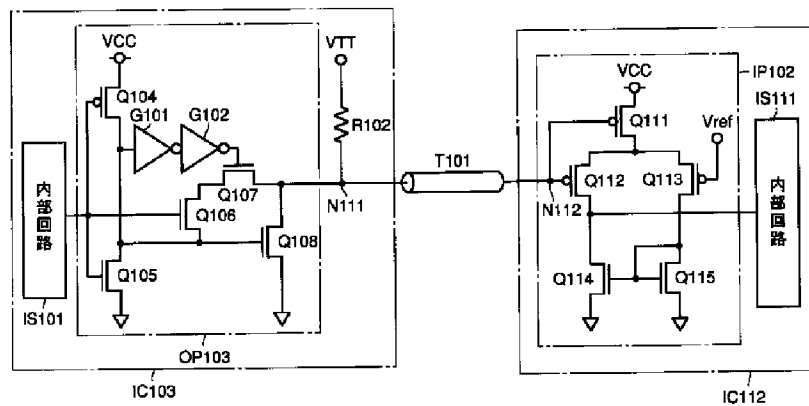 VCC
VTT
Q104
G101
G102
R102
Q107
Q106
N111
Q108
Q105
内部回路
IS101
OP103
IC103
T101
VCC
IP102
IS111
Q111
Vref
Q112
Q113
N112
内部回路
Q114
Q115
IC112